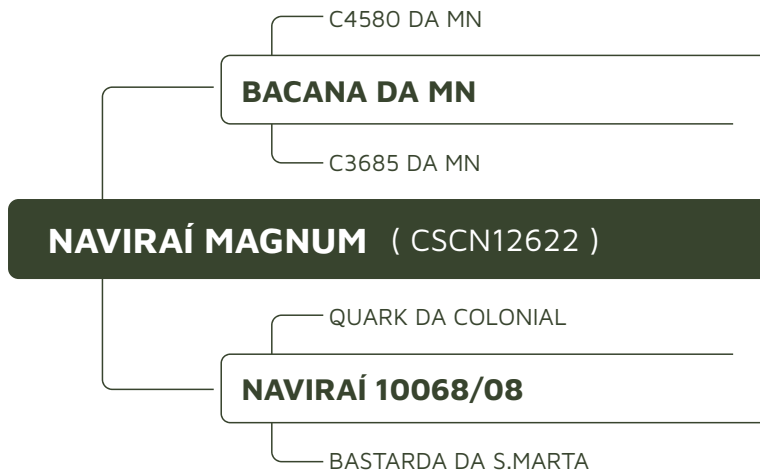 C4580 DA MN
BACANA DA MN
C3685 DA MN
NAVIRAÍ MAGNUM ( CSCN12622 )
QUARK DA COLONIAL
NAVIRAÍ 10068/08
BASTARDA DA S.MARTA